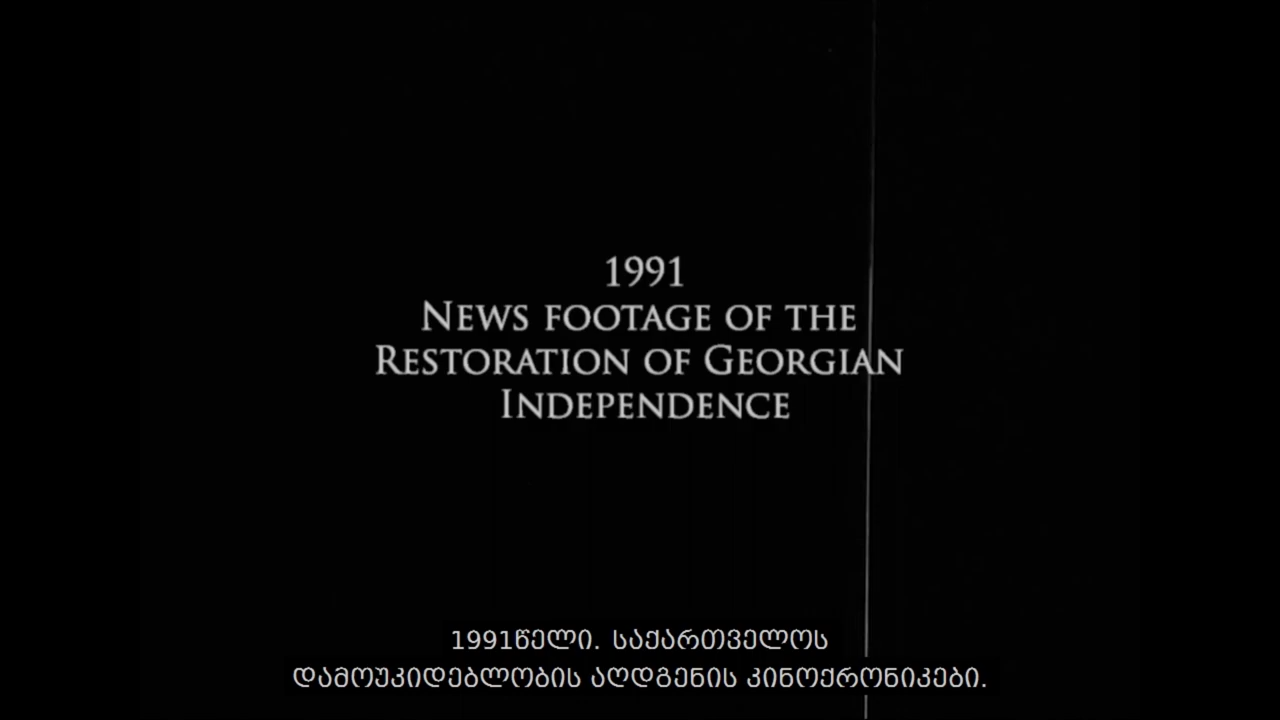 1991
News footage of the
Restoration of Georgian
Independence
1991წელი. საქართველოს
დამოუკიდებლობის აღდგენის კინოქრონიკები.